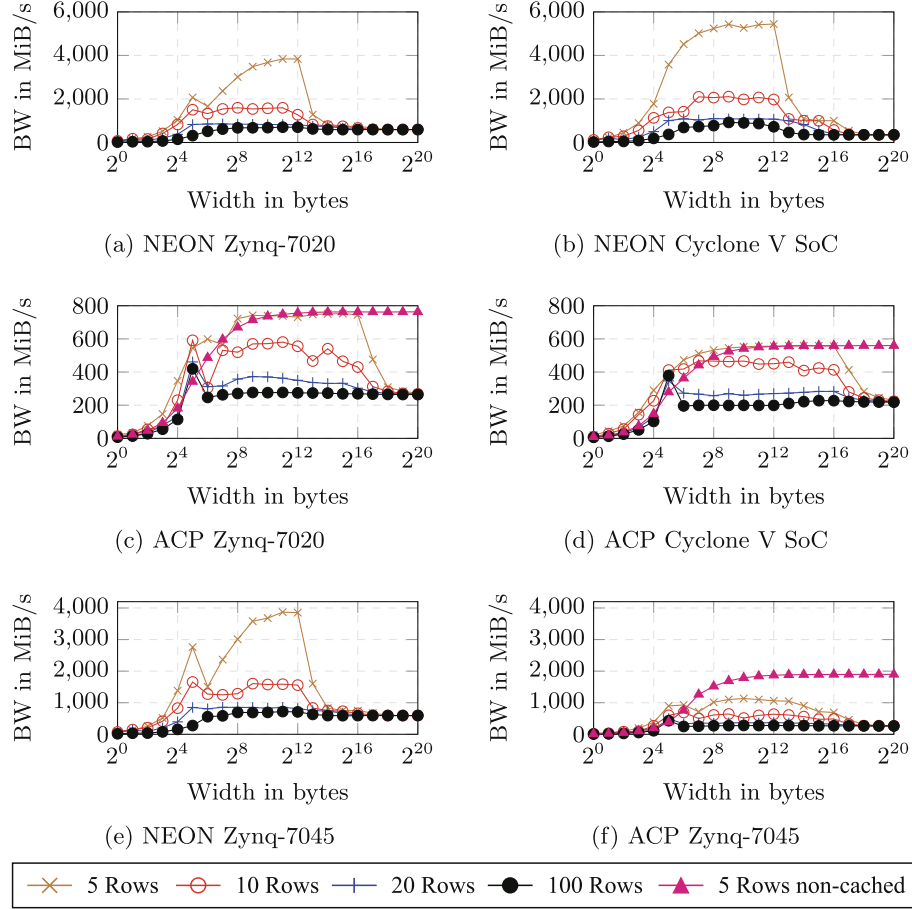 6,000
4,000
2,000
0
BW in MiB/s
2^0 2^4 2^8 2^12 2^16 2^20
Width in bytes
(a) NEON Zynq-7020
6,000
4,000
2,000
0
BW in MiB/s
2^0 2^4 2^8 2^12 2^16 2^20
Width in bytes
(b) NEON Cyclone V SoC
800
600
400
200
0
BW in MiB/s
2^0 2^4 2^8 2^12 2^16 2^20
Width in bytes
(c) ACP Zynq-7020
800
600
400
200
0
BW in MiB/s
2^0 2^4 2^8 2^12 2^16 2^20
Width in bytes
(d) ACP Cyclone V SoC
4,000
3,000
2,000
1,000
0
BW in MiB/s
2^0 2^4 2^8 2^12 2^16 2^20
Width in bytes
(e) NEON Zynq-7045
4,000
3,000
2,000
1,000
0
BW in MiB/s
2^0 2^4 2^8 2^12 2^16 2^20
Width in bytes
(f) ACP Zynq-7045
5 Rows 10 Rows 20 Rows 100 Rows 5 Rows non-cached